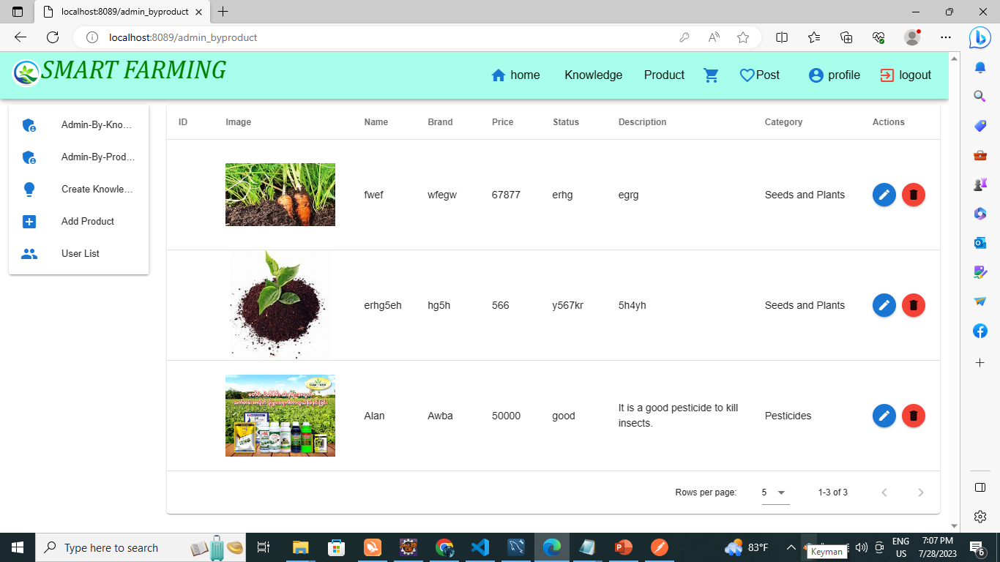 localhost:8089/admin_byproduct
localhost:8089/admin_byproduct
SMART FARMING
home
Knowledge
Product
Post
profile
logout
Admin-By-Kno...
Admin-By-Prod...
Create Knowle...
Add Product
User List
ID Image Name Brand Price Status Description Category Actions
fwef wfegw 67877 erhg egrg Seeds and Plants
erhg5eh hg5h 566 y567kr 5h4yh Seeds and Plants
Alan Awba 50000 good It is a good pesticide to kill
insects.
Pesticides
Rows per page: 5 1-3 of 3
Type here to search
83°F
ENG
US
7:07 PM
7/28/2023
6
Keyman